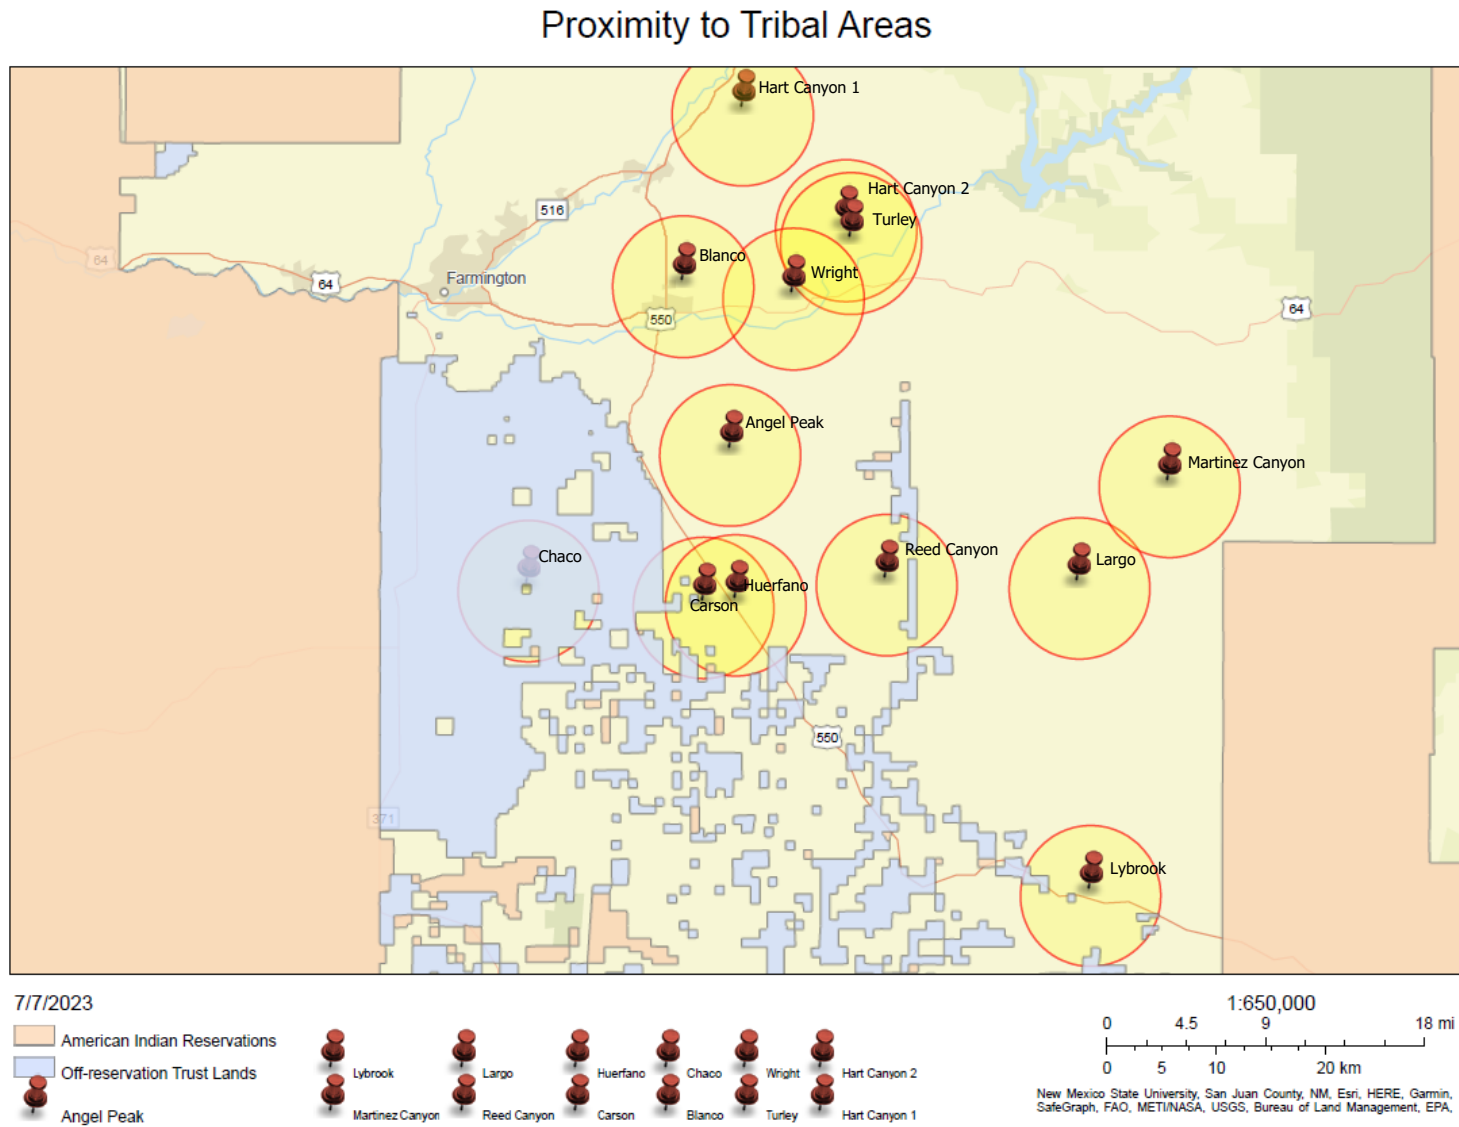 Proximity to Tribal Areas
Hart Canyon 1
Hart Canyon 2
516
Turley
Blanco
64
Wright
Farmington
64
64
550
Angel Peak
Martinez Canyon
Chaco
Reed Canyon
Largo
Huerfano
Carson
550
371
Lybrook
7/7/2023
1:650,000
0 4.5 9 18 mi
0 5 10 20 km
American Indian Reservations
Off-reservation Trust Lands
Angel Peak
Lybrook Largo Huerfano Chaco Wright Hart Canyon 2
Martinez Canyon Reed Canyon Carson Blanco Turley Hart Canyon 1
New Mexico State University, San Juan County, NM, Esri, HERE, Garmin,
SafeGraph, FAO, METI/NASA, USGS, Bureau of Land Management, EPA,